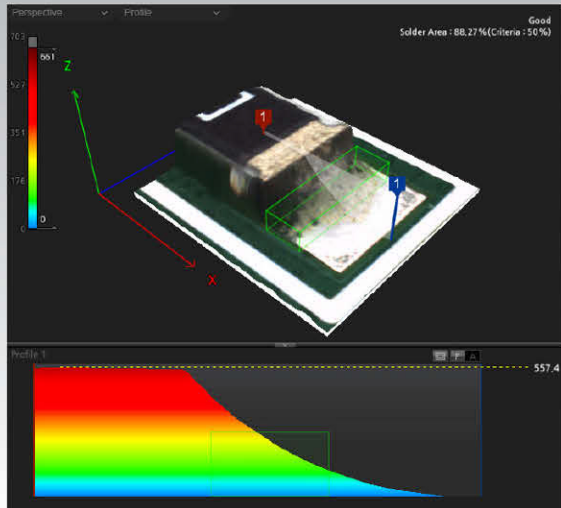 Perspective
Profile
Good
Solder Area : 88,27%(Criteria : 50%)
703
661
527
351
176
0
0
Z
X
1
1
Profile 1
557.4